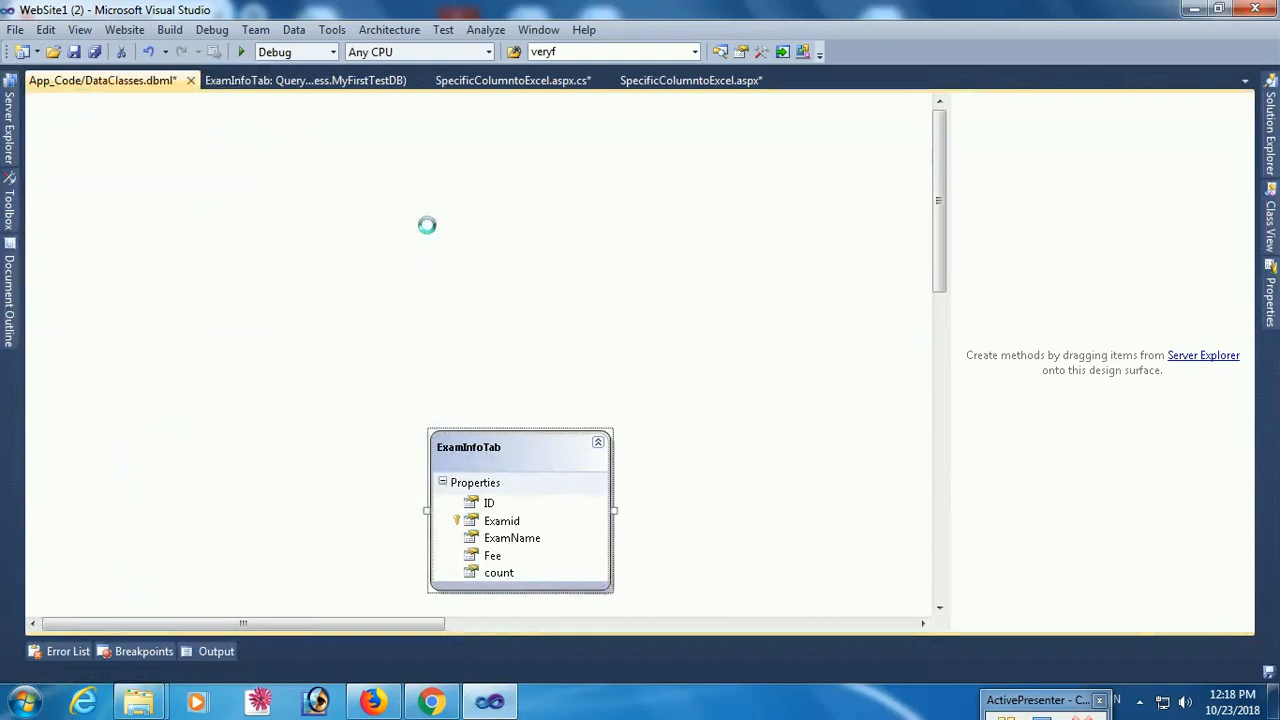 WebSite1 (2) - Microsoft Visual Studio
File Edit View Website Build Debug Team Data Tools Architecture Test Analyze Window Help
Debug Any CPU veryf
App_Code/DataClasses.dbml* ExamInfoTab: Query...ess.MyFirstTestDB) SpecificColumntoExcel.aspx.cs* SpecificColumntoExcel.aspx*
Server Explorer
Toolbox
Document Outline
Solution Explorer
Class View
Properties
Create methods by dragging items from Server Explorer
onto this design surface.
ExamInfoTab
Properties
ID
Examid
ExamName
Fee
count
Error List Breakpoints Output
ActivePresenter - C...
12:18 PM
10/23/2018